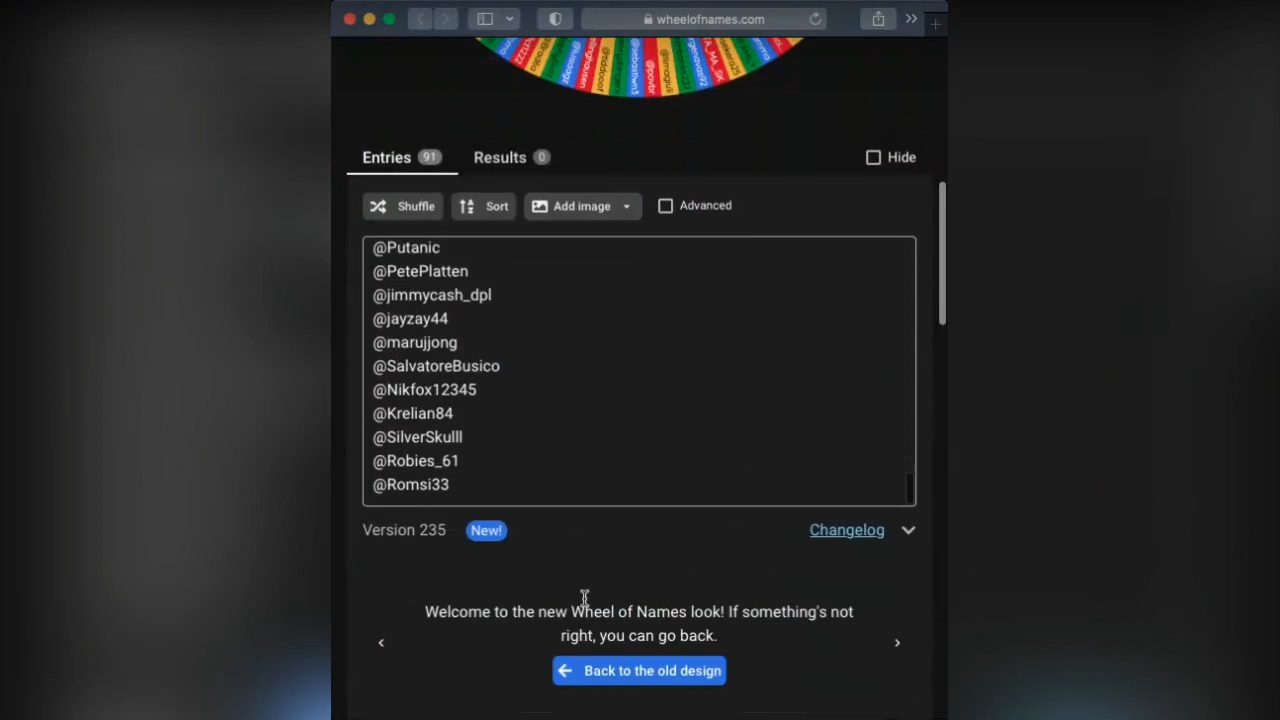 wheelofnames.com
@sebastiwn3
@povbr
Entries 91
Results 0
Hide
Shuffle
Sort
Add image
Advanced
@Putanic
@PetePlatten
@jimmycash_dpl
@jayzay44
@marujjong
@SalvatoreBusico
@Nikfox12345
@Krelian84
@SilverSkulll
@Robies_61
@Romsi33
Version 235 New!
Changelog
Welcome to the new Wheel of Names look! If something's not
right, you can go back.
Back to the old design